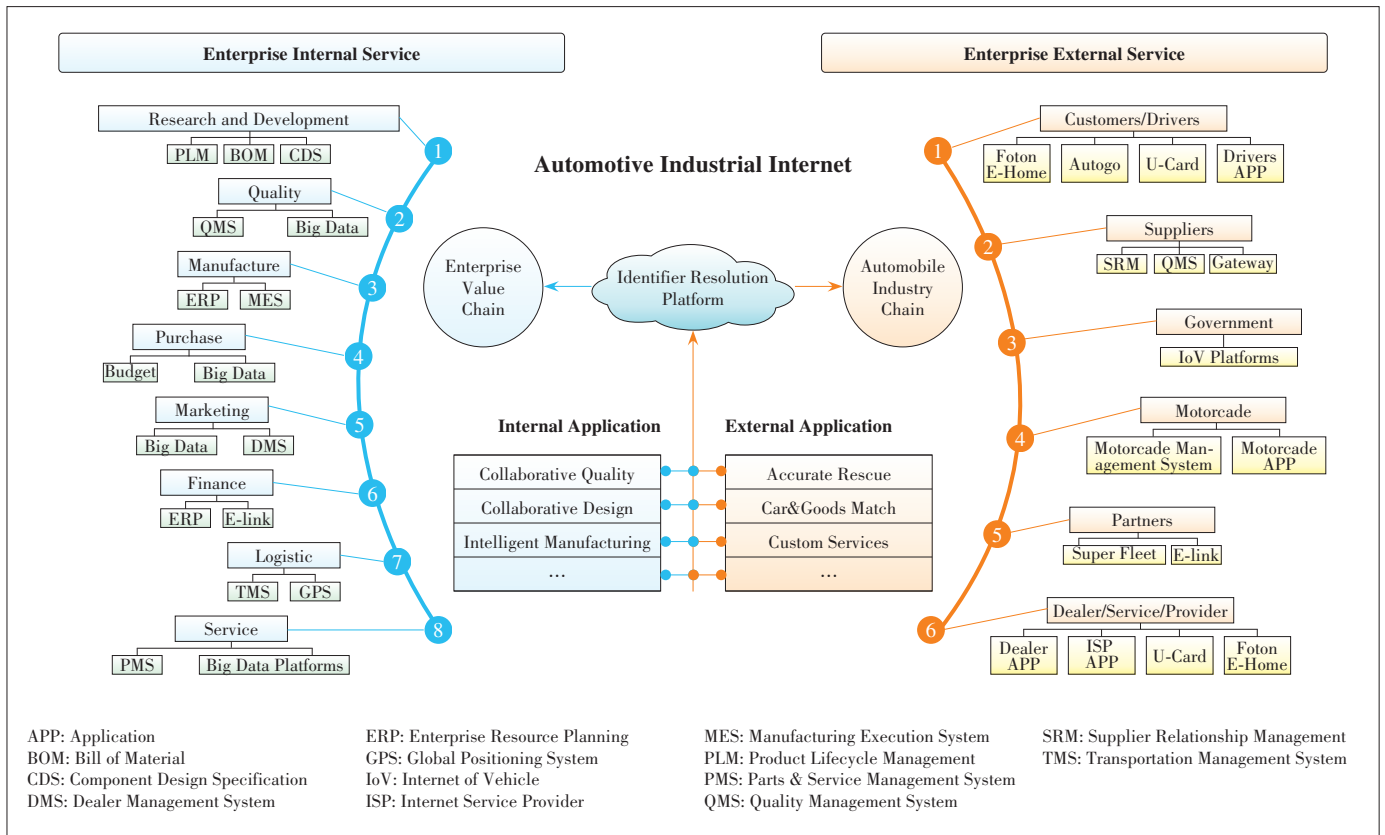 Enterprise Internal Service
Enterprise External Service
Automotive Industrial Internet
Research and Development
PLM BOM CDS
1
Quality
QMS Big Data
2
Manufacture
ERP MES
3
Purchase
Budget Big Data
4
Marketing
Big Data DMS
5
Finance
ERP E-link
6
Logistic
TMS GPS
7
Service
PMS Big Data Platforms
8
Enterprise
Value
Chain
Identifier Resolution
Platform
Automobile
Industry
Chain
Internal Application
Collaborative Quality
Collaborative Design
Intelligent Manufacturing
…
External Application
Accurate Rescue
Car&Goods Match
Custom Services
…
1
Customers/Drivers
Foton
E-Home
Autogo
U-Card
Drivers
APP
2
Suppliers
SRM QMS Gateway
3
Government
IoV Platforms
4
Motorcade
Motorcade Man-
agement System
Motorcade
APP
5
Partners
Super Fleet E-link
6
Dealer/Service/Provider
Dealer
APP
ISP
APP
U-Card
Foton
E-Home
APP: Application
BOM: Bill of Material
CDS: Component Design Specification
DMS: Dealer Management System
ERP: Enterprise Resource Planning
GPS: Global Positioning System
IoV: Internet of Vehicle
ISP: Internet Service Provider
MES: Manufacturing Execution System
PLM: Product Lifecycle Management
PMS: Parts & Service Management System
QMS: Quality Management System
SRM: Supplier Relationship Management
TMS: Transportation Management System